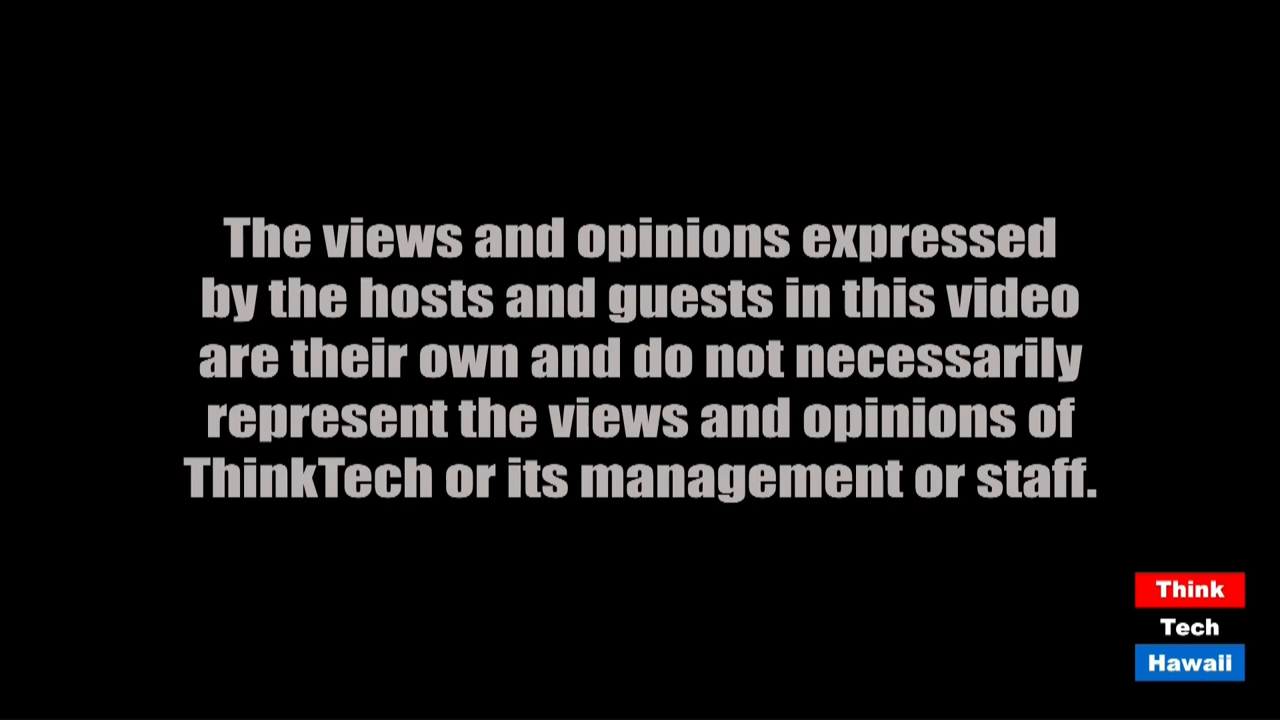 The views and opinions expressed
by the hosts and guests in this video
are their own and do not necessarily
represent the views and opinions of
ThinkTech or its management or staff.
Think
Tech
Hawaii